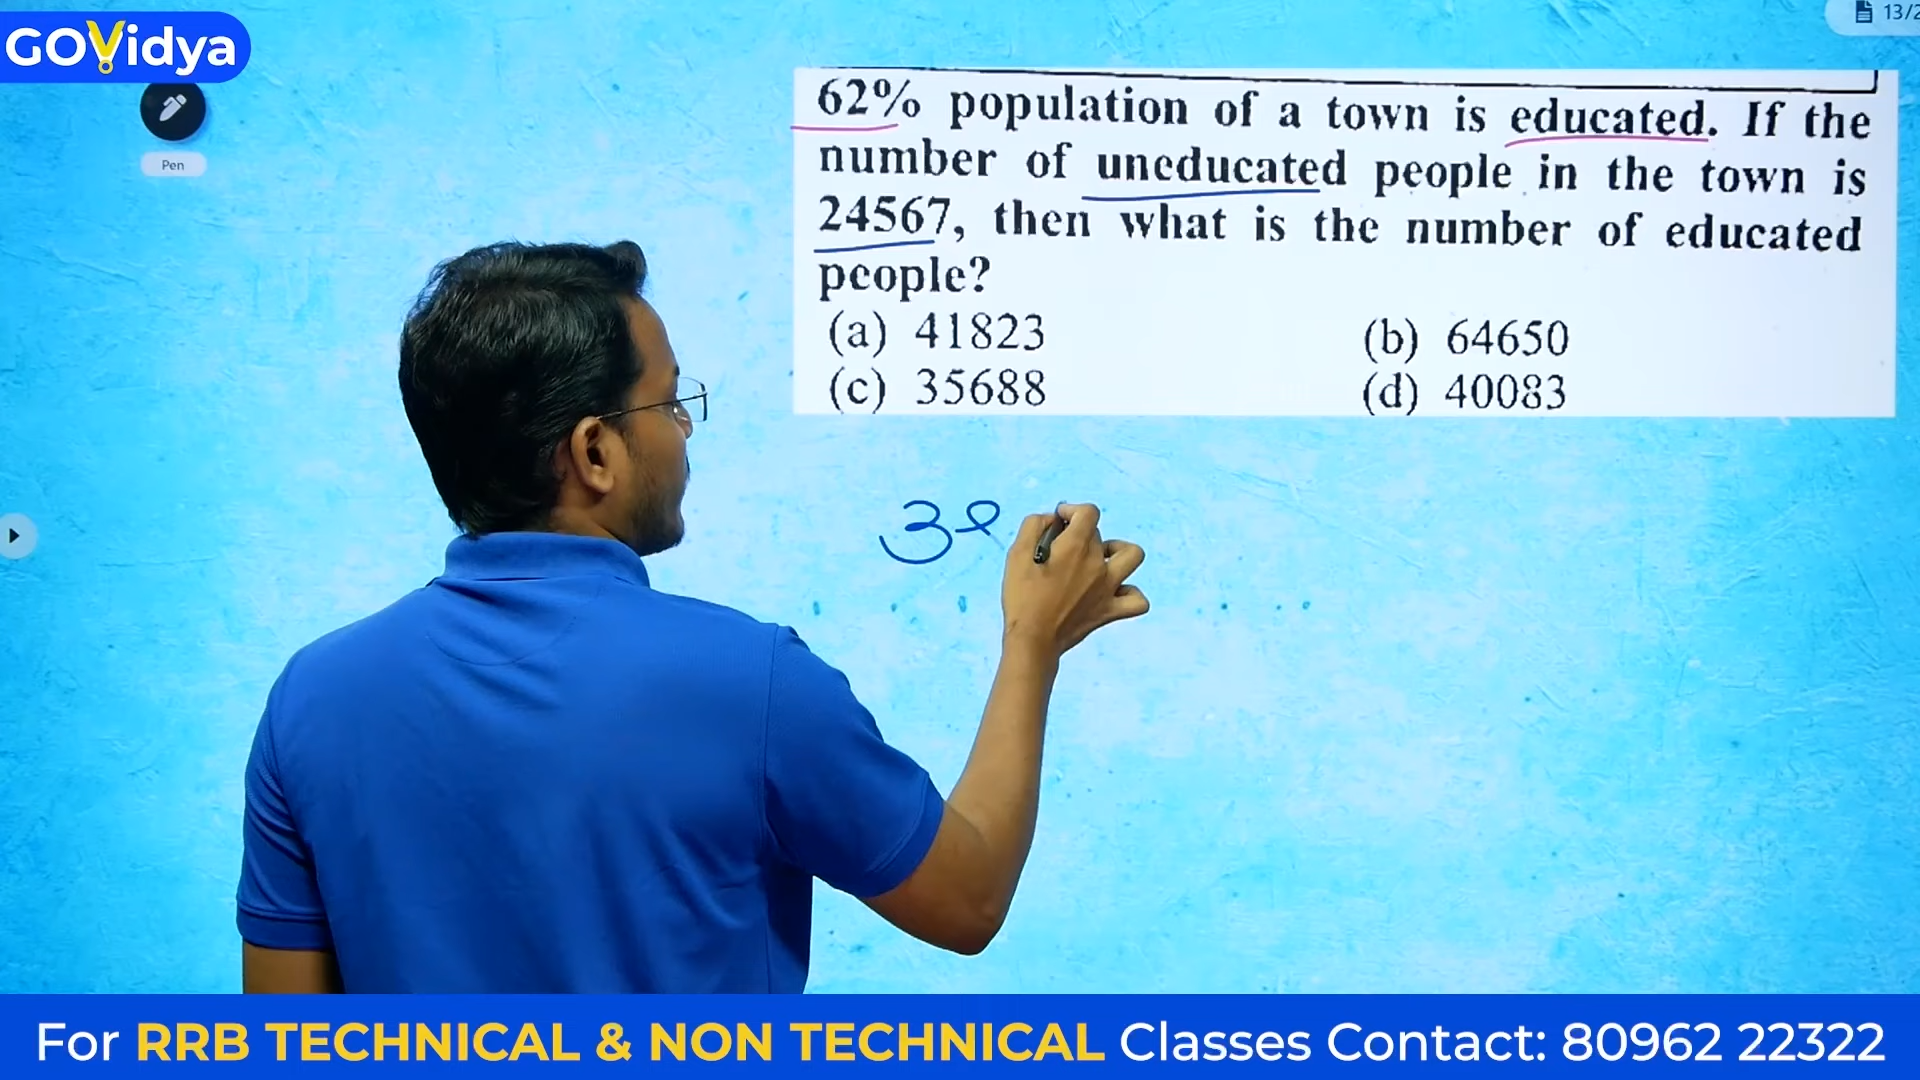 GOVidya
13/2
Pen
62% population of a town is educated. If the
number of uneducated people in the town is
24567, then what is the number of educated
people?
(a) 41823 (b) 64650
(c) 35688 (d) 40083
38
For RRB TECHNICAL & NON TECHNICAL Classes Contact: 80962 22322